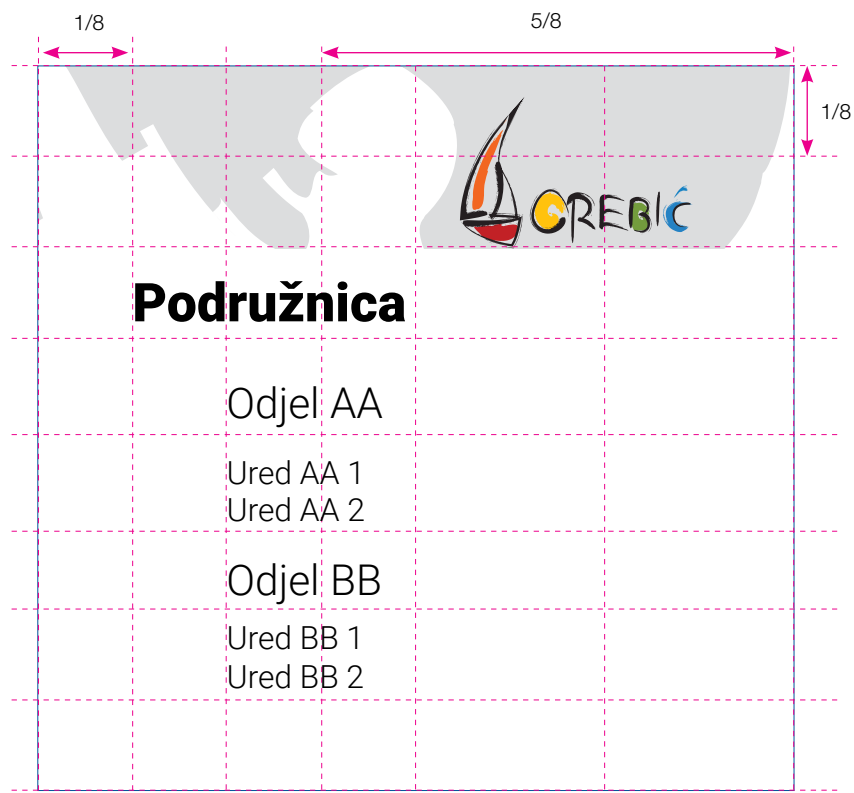 1/8
5/8
1/8
OREBIĆ
Podružnica
Odjel AA
Ured AA 1
Ured AA 2
Odjel BB
Ured BB 1
Ured BB 2